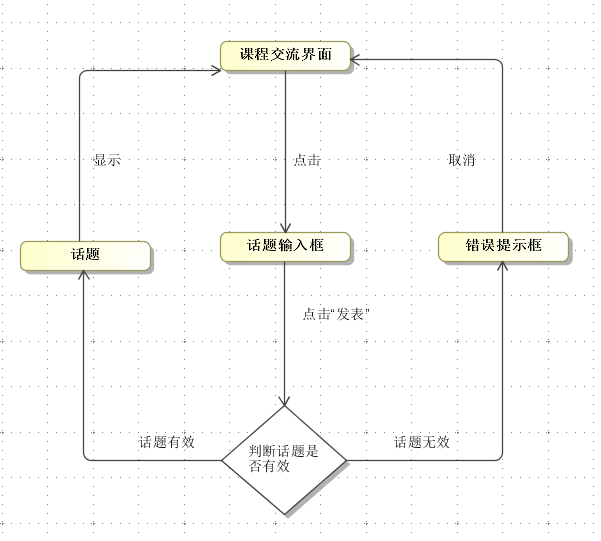 课程交流界面
显示
点击
取消
话题
话题输入框
错误提示框
点击“发表”
话题有效
话题无效
判断话题是
否有效